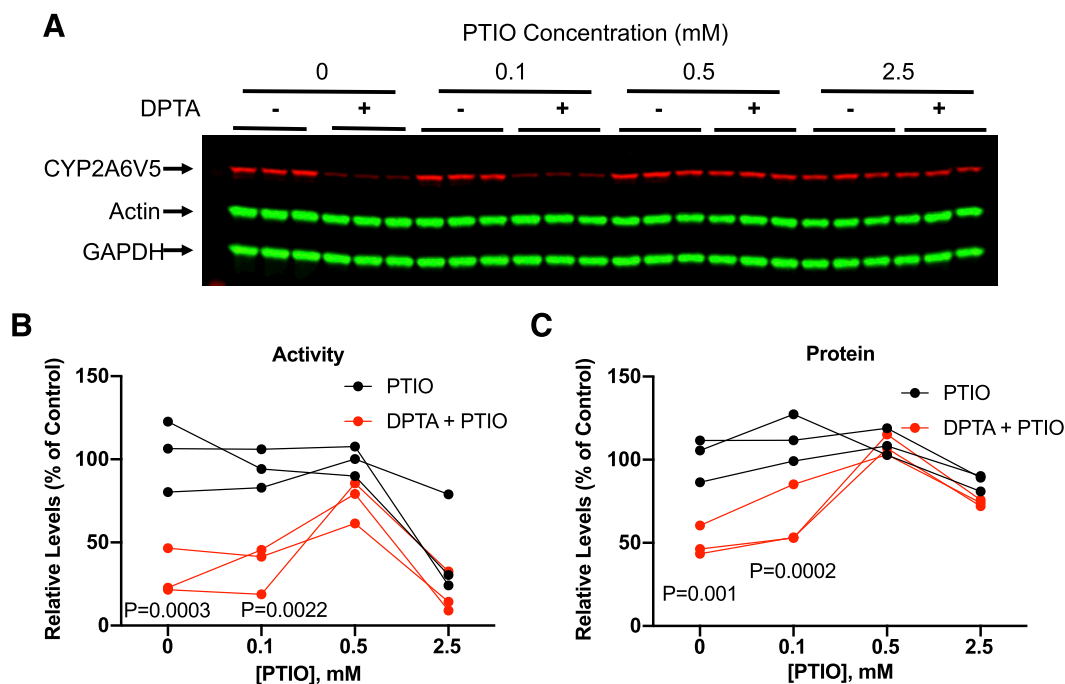 A
PTIO Concentration (mM)
0 0.1 0.5 2.5
DPTA - + - + - + - +
CYP2A6V5
Actin
GAPDH
B
Activity
Relative Levels (% of Control)
150
100
50
0
PTIO
DPTA + PTIO
P=0.0003
P=0.0022
0 0.1 0.5 2.5
[PTIO], mM
C
Protein
Relative Levels (% of Control)
150
100
50
0
PTIO
DPTA + PTIO
P=0.0002
P=0.001
0 0.1 0.5 2.5
[PTIO], mM